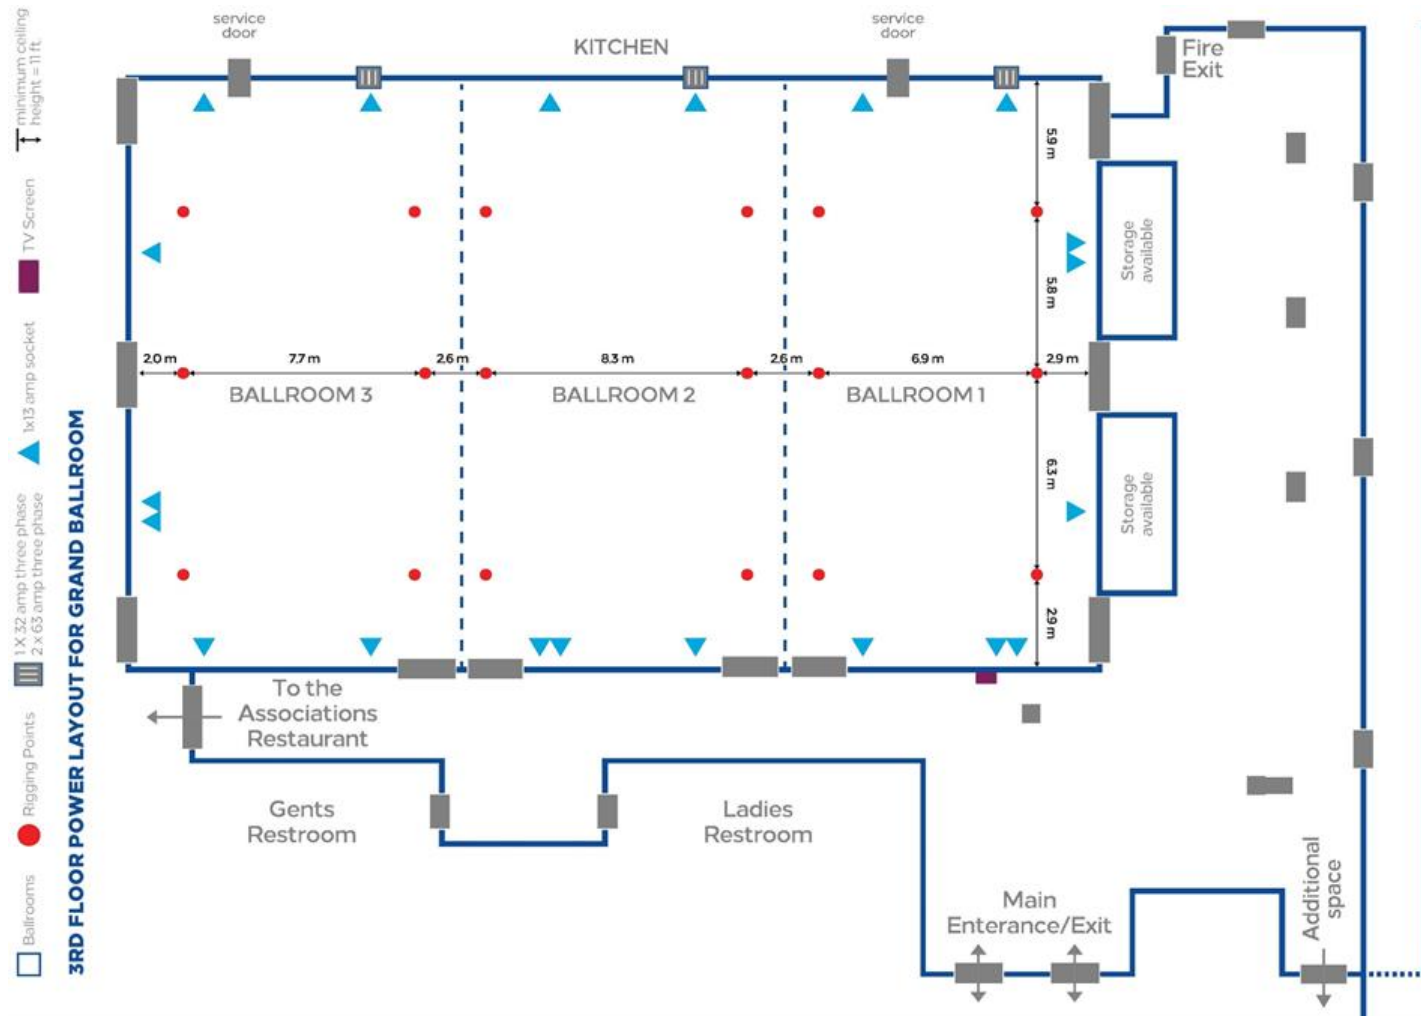 service
door
KITCHEN
service
door
Fire
Exit
5.9 m
Storage
available
5.8 m
2.0 m
7.7 m
2.6 m
8.3 m
2.6 m
6.9 m
2.9 m
BALLROOM 3
BALLROOM 2
BALLROOM 1
6.3 m
Storage
available
2.9 m
To the
Associations
Restaurant
Gents
Restroom
Ladies
Restroom
Main
Enterance/Exit
Additional
space
3RD FLOOR POWER LAYOUT FOR GRAND BALLROOM
Ballrooms
Rigging Points
1 X 32 amp three phase
2 x 63 amp three phase
1x13 amp socket
TV Screen
minimum ceiling
height = 11 ft.